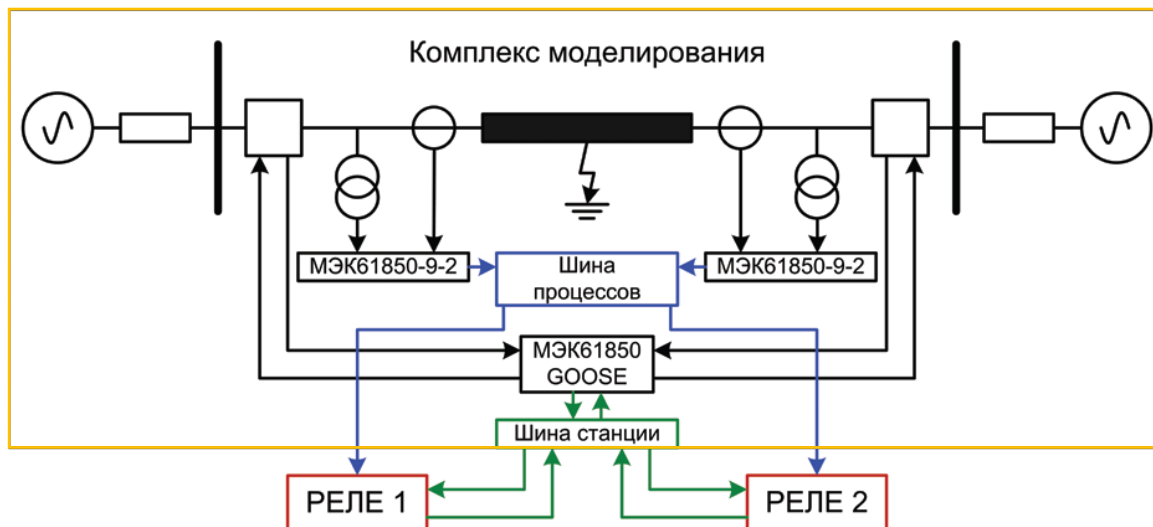 Комплекс моделирования
МЭК61850-9-2
Шина
процессов
МЭК61850-9-2
МЭК61850
GOOSE
Шина станции
РЕЛЕ 1
РЕЛЕ 2